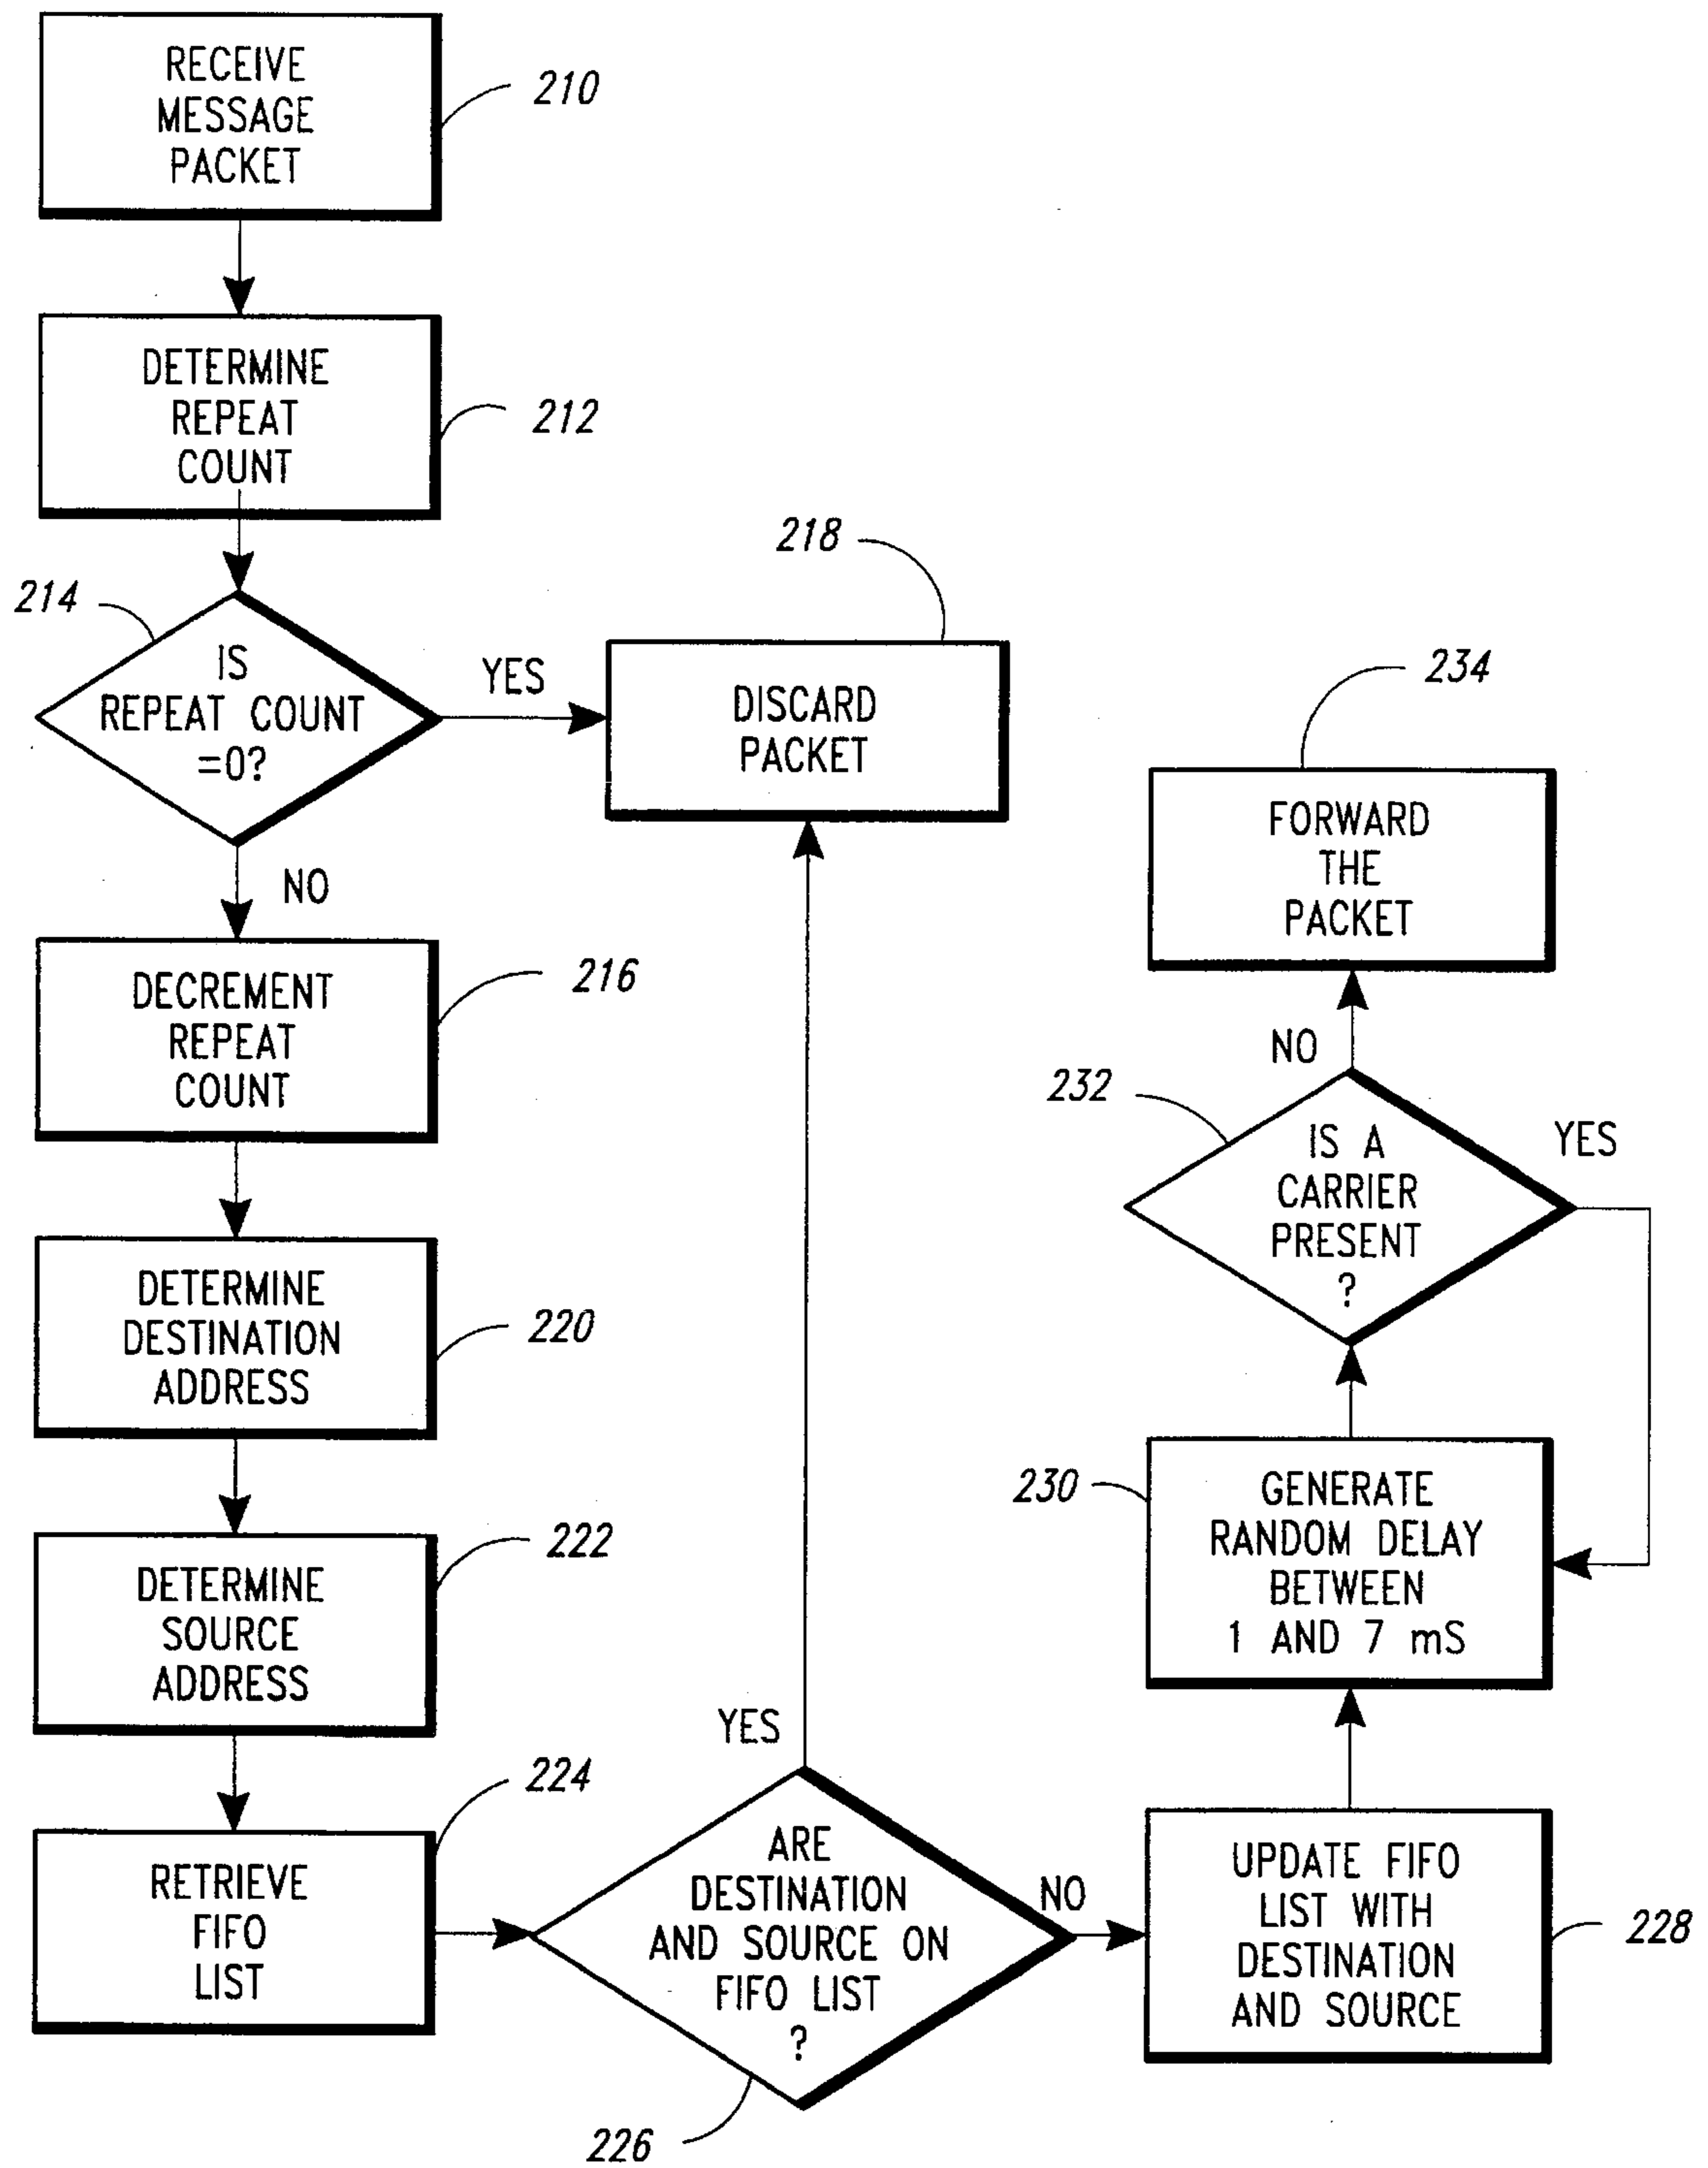 RECEIVE
MESSAGE
PACKET
210
DETERMINE
REPEAT
COUNT
212
214
IS
REPEAT COUNT
=0?
YES
NO
218
DISCARD
PACKET
DECREMENT
REPEAT
COUNT
216
DETERMINE
DESTINATION
ADDRESS
220
DETERMINE
SOURCE
ADDRESS
222
RETRIEVE
FIFO
LIST
224
ARE
DESTINATION
AND SOURCE ON
FIFO LIST
?
226
YES
NO
UPDATE FIFO
LIST WITH
DESTINATION
AND SOURCE
228
GENERATE
RANDOM DELAY
BETWEEN
1 AND 7 mS
230
IS A
CARRIER
PRESENT
?
232
YES
NO
FORWARD
THE
PACKET
234